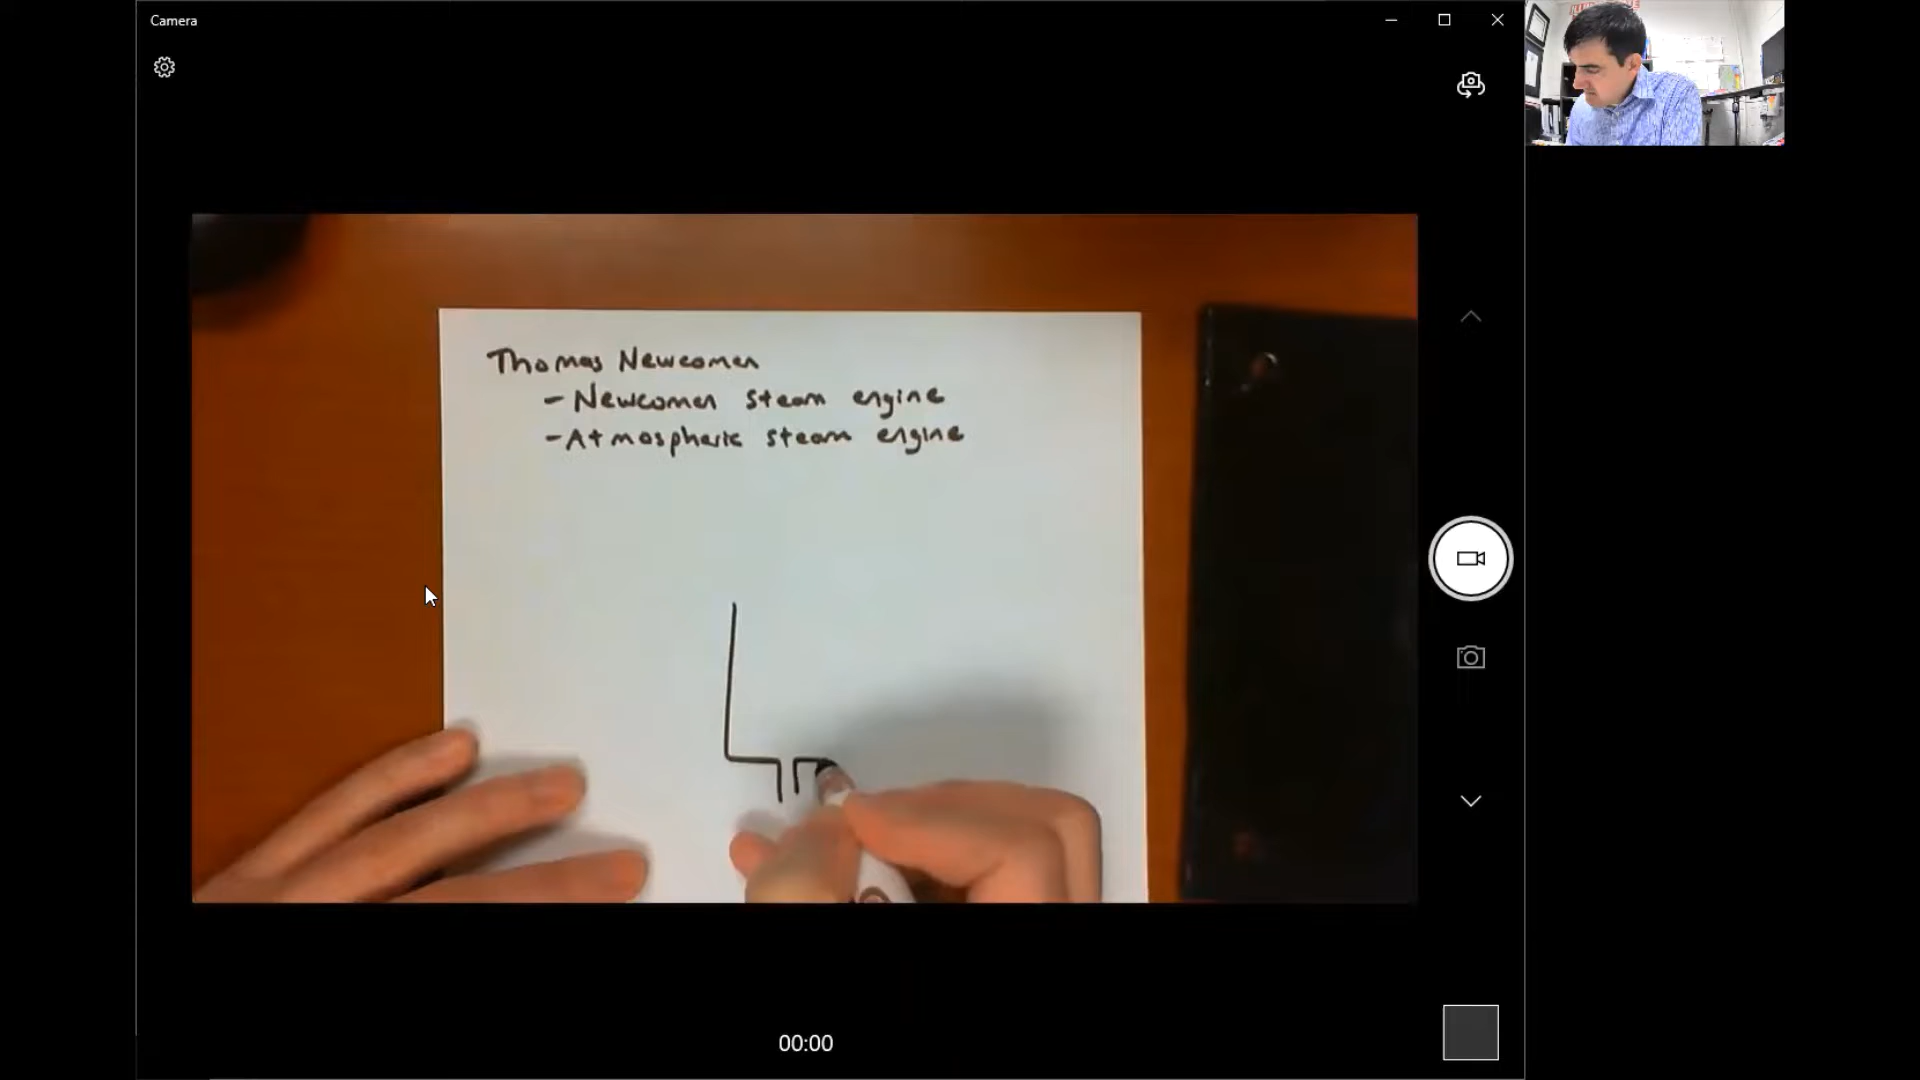 Camera
Thomas Newcomen
- Newcomen steam engine
- Atmospheric steam engine
00:00